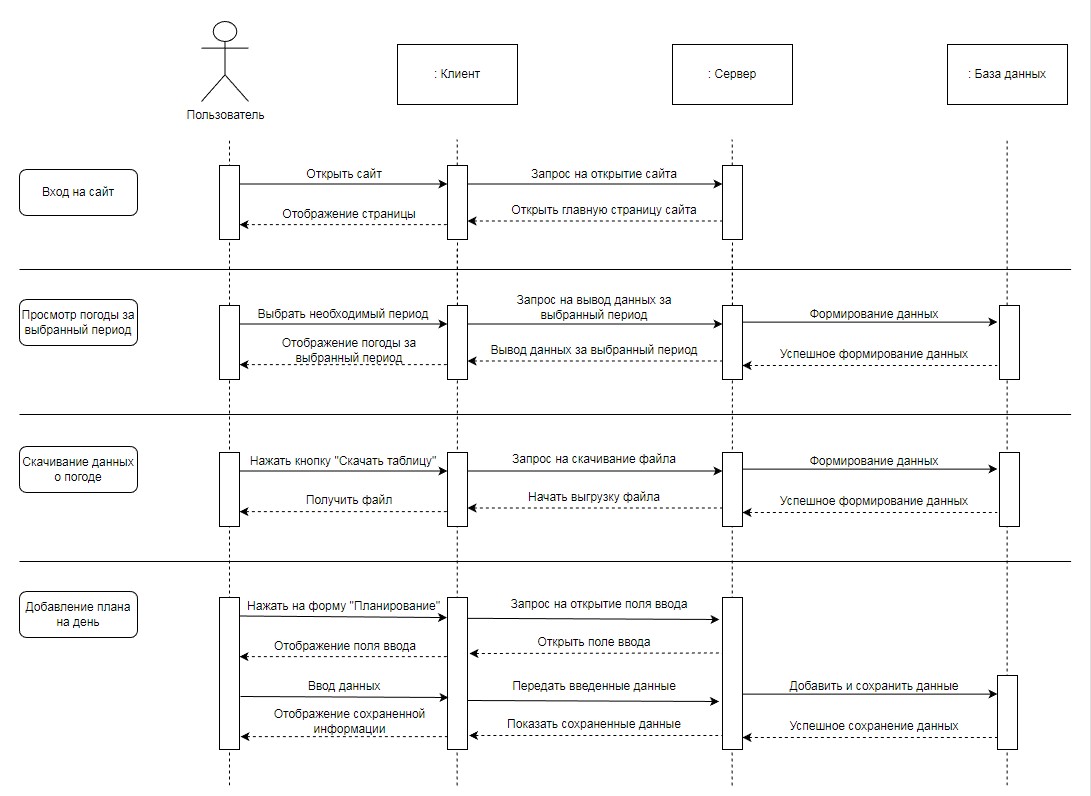 Пользователь
: Клиент
: Сервер
: База данных
Вход на сайт
Открыть сайт
Запрос на открытие сайта
Отображение страницы
Открыть главную страницу сайта
Просмотр погоды за
выбранный период
Выбрать необходимый период
Запрос на вывод данных за
выбранный период
Формирование данных
Отображение погоды за
выбранный период
Вывод данных за выбранный период
Успешное формирование данных
Скачивание данных
о погоде
Нажать кнопку "Скачать таблицу"
Запрос на скачивание файла
Формирование данных
Получить файл
Начать выгрузку файла
Успешное формирование данных
Добавление плана
на день
Нажать на форму "Планирование"
Запрос на открытие поля ввода
Отображение поля ввода
Открыть поле ввода
Ввод данных
Передать введенные данные
Добавить и сохранить данные
Отображение сохраненной
информации
Показать сохраненные данные
Успешное сохранение данных